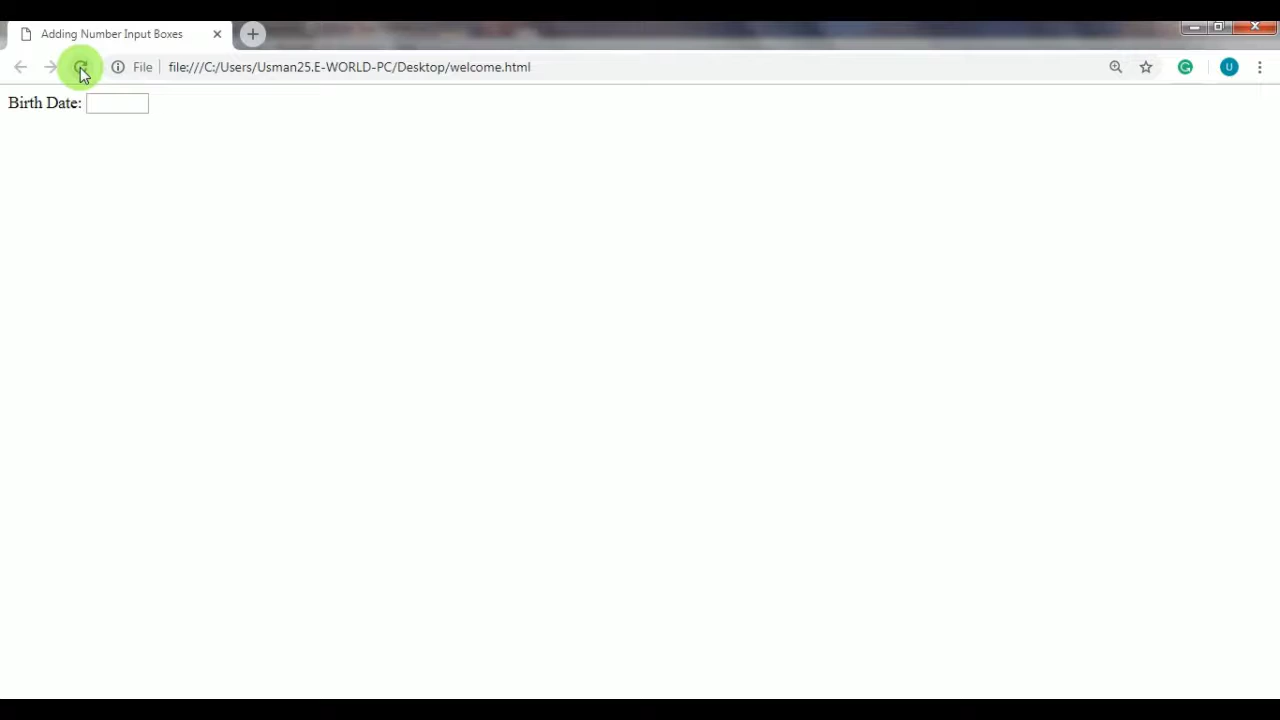 Adding Number Input Boxes
File file:///C:/Users/Usman25.E-WORLD-PC/Desktop/welcome.html U
Birth Date: